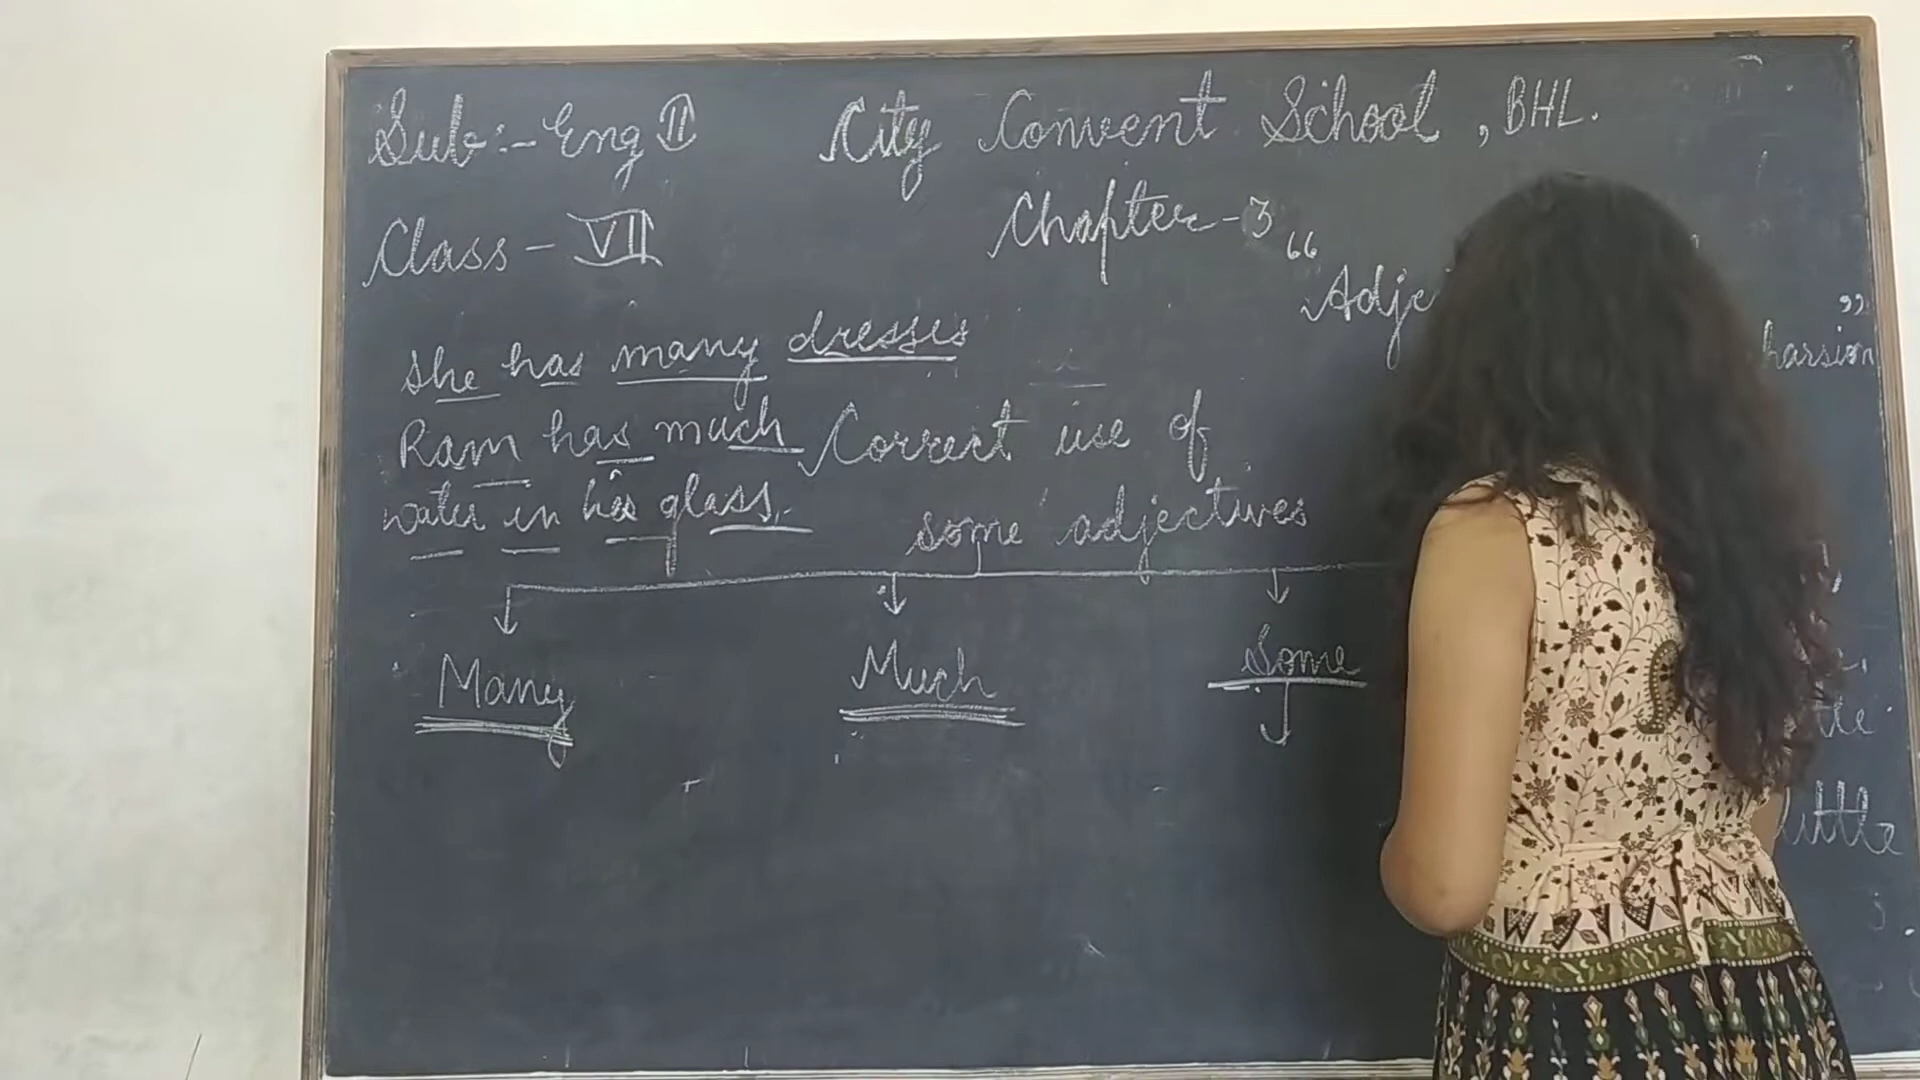 Sub:- Eng II
City Convent School, BHL.
Class - VII
Chapter - 3
"
"
She has many dresses
Ram has much
water in his glass.
Correct use of
some adjectives
Many
Much
Some
little